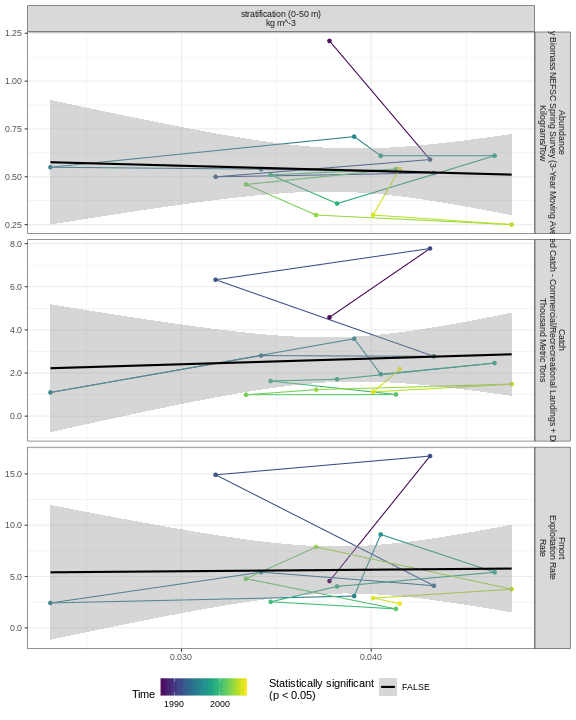 stratification (0-50 m)
kg m^-3
1.25
1.00
0.75
0.50
0.25
Abundance
y Biomass NEFSC Spring Survey (3-Year Moving Ave
Kilograms/tow
8.0
6.0
4.0
2.0
0.0
Catch
ed Catch - Commercial/Recrecreational Landings + D
Thousand Metric Tons
15.0
10.0
5.0
0.0
Fmort
Exploitation Rate
Rate
0.030
0.040
Time
1990
2000
Statistically significant
(p < 0.05)
FALSE